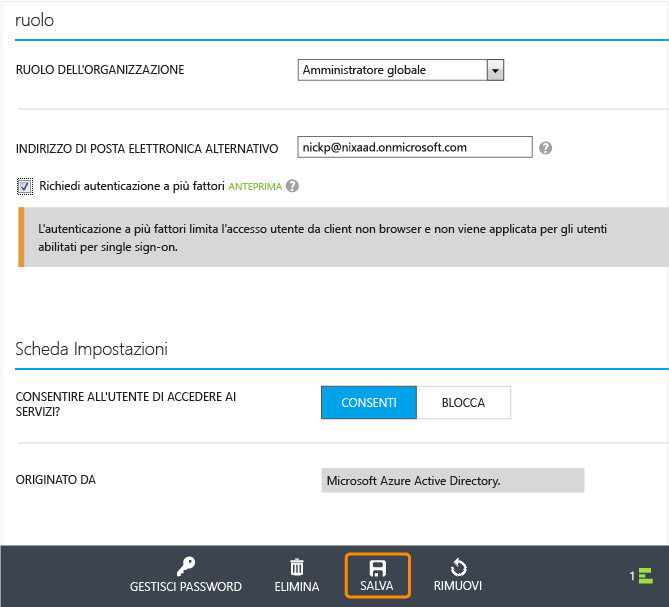 ruolo
RUOLO DELL'ORGANIZZAZIONE
Amministratore globale
INDIRIZZO DI POSTA ELETTRONICA ALTERNATIVO
nickp@nixaad.onmicrosoft.com
?
Richiedi autenticazione a più fattori ANTEPRIMA ?
L'autenticazione a più fattori limita l'accesso utente da client non browser e non viene applicata per gli utenti
abilitati per single sign-on.
Scheda Impostazioni
CONSENTIRE ALL'UTENTE DI ACCEDERE AI
SERVIZI?
CONSENTI
BLOCCA
ORIGINATO DA
Microsoft Azure Active Directory.
GESTISCI PASSWORD
ELIMINA
SALVA
RIMUOVI
1